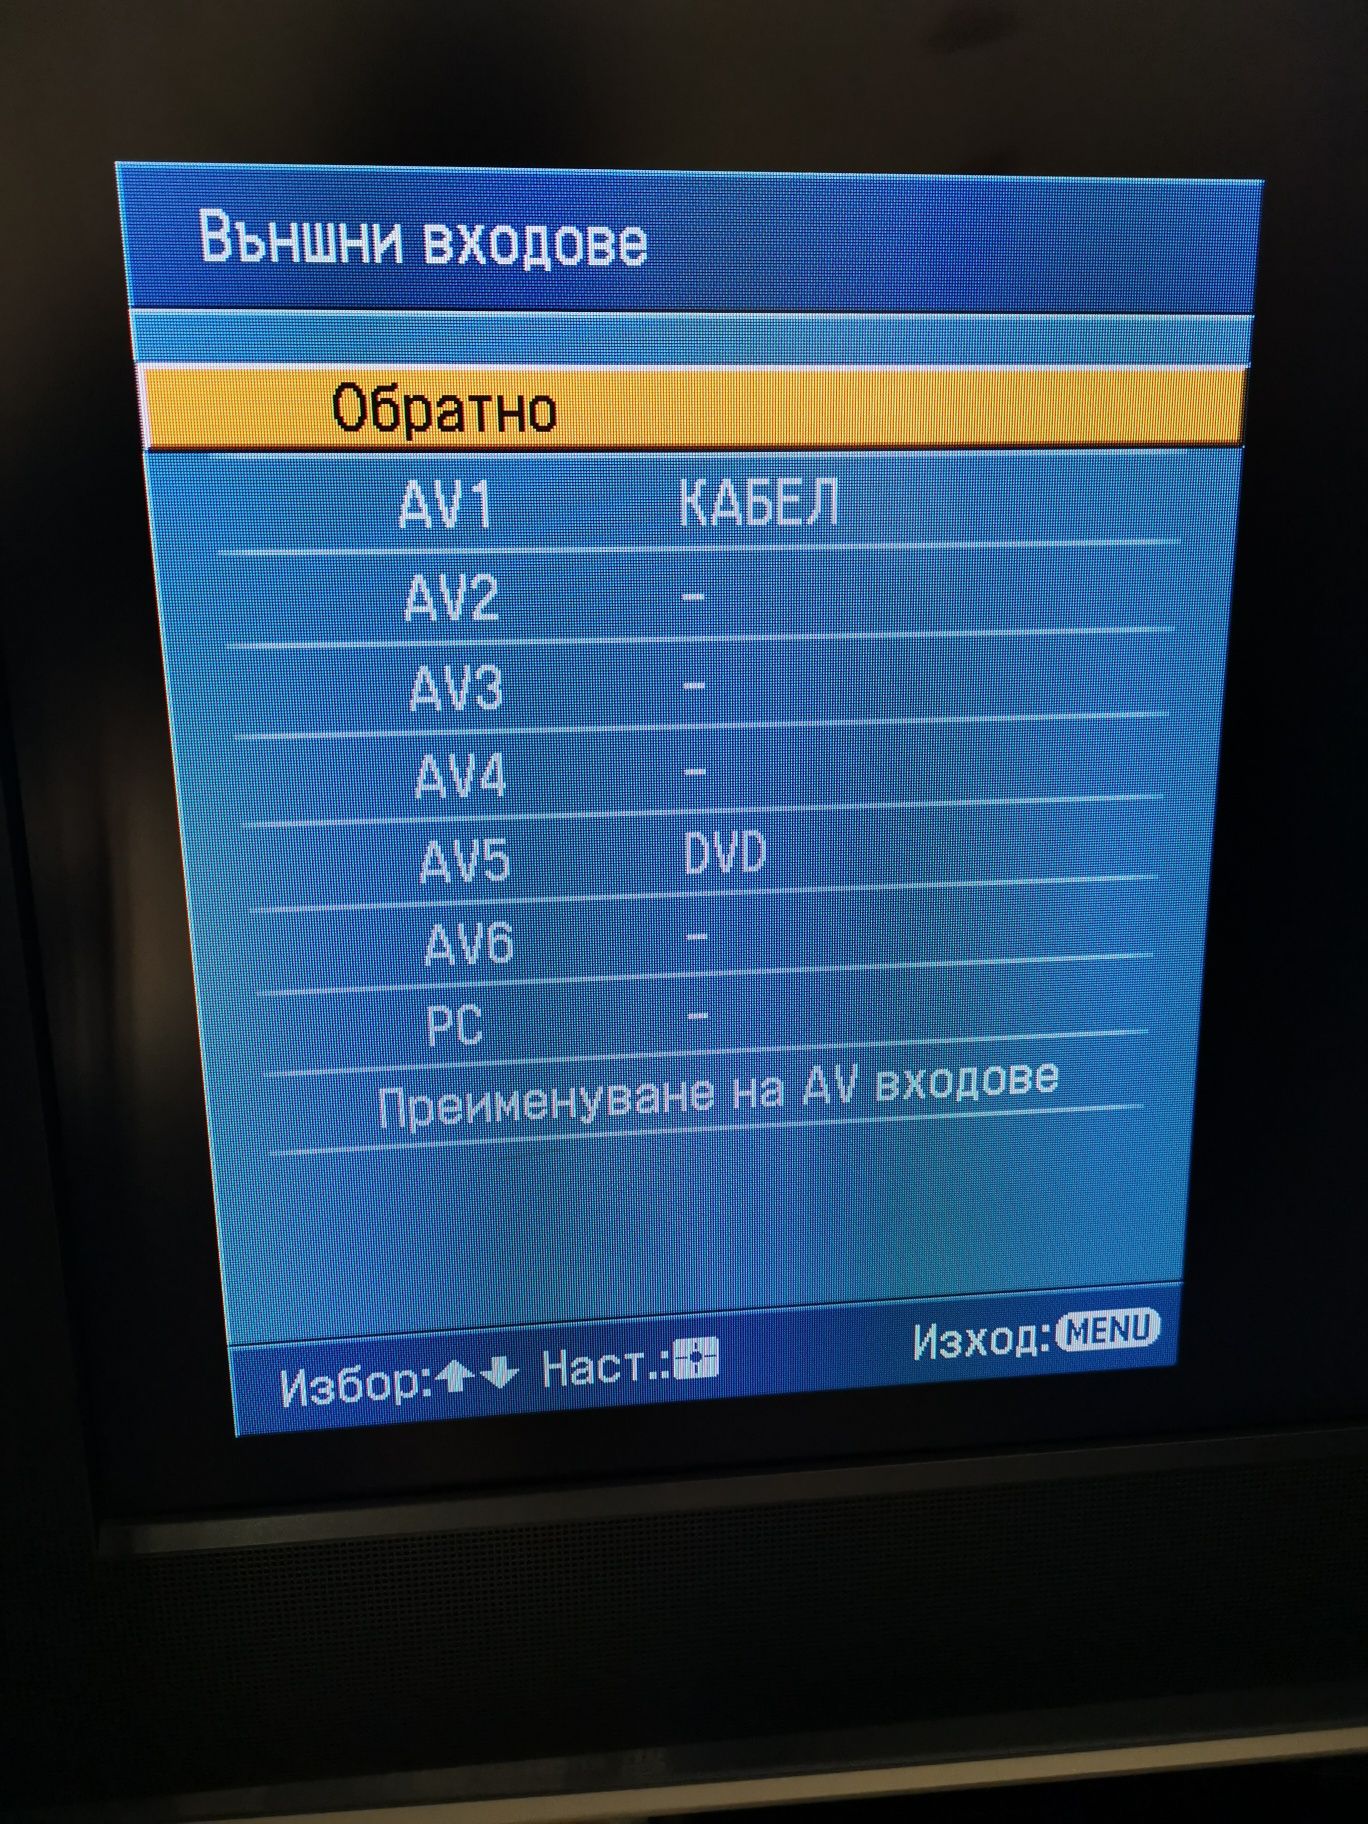 Външни входове
Обратно
AV1 КАБЕЛ
AV2 -
AV3 -
AV4 -
AV5 DVD
AV6 -
PC -
Преименуване на AV входове
Избор: Наст.: Изход: MENU